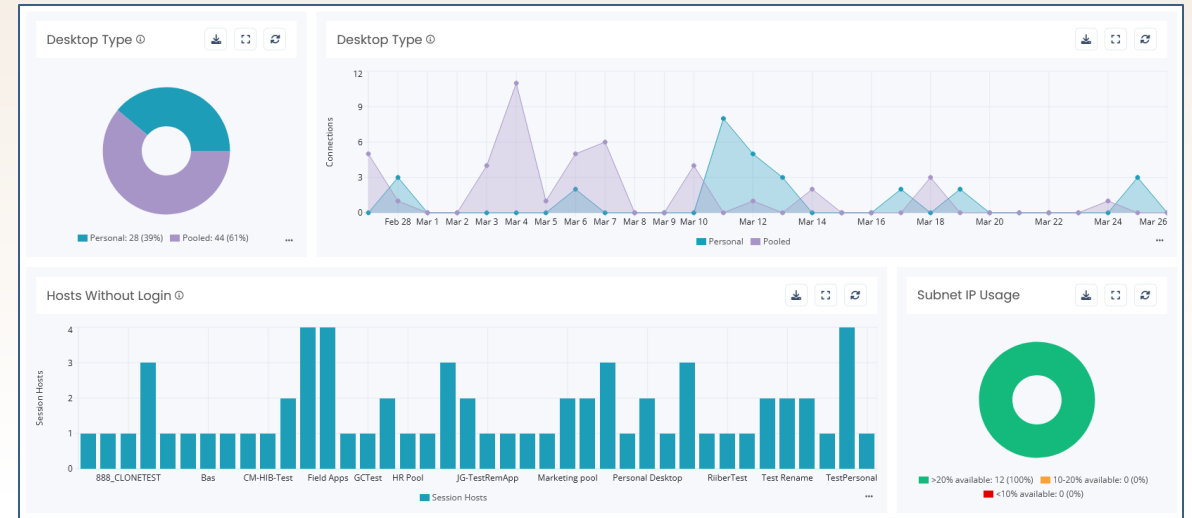 Desktop Type
Personal: 28 (39%) Pooled: 44 (61%)
Desktop Type
Connections
12
9
6
3
0
Feb 28 Mar 1 Mar 2 Mar 3 Mar 4 Mar 5 Mar 6 Mar 7 Mar 8 Mar 9 Mar 10 Mar 12 Mar 14 Mar 16 Mar 18 Mar 20 Mar 22 Mar 24 Mar 26
Personal Pooled
Hosts Without Login
Session Hosts
4
3
2
1
0
888_CLONETEST Bas CM-HIB-Test Field Apps GCTest HR Pool JG-TestRemApp Marketing pool Personal Desktop RiiberTest Test Rename TestPersonal
Session Hosts
Subnet IP Usage
>20% available: 12 (100%) 10-20% available: 0 (0%)
<10% available: 0 (0%)